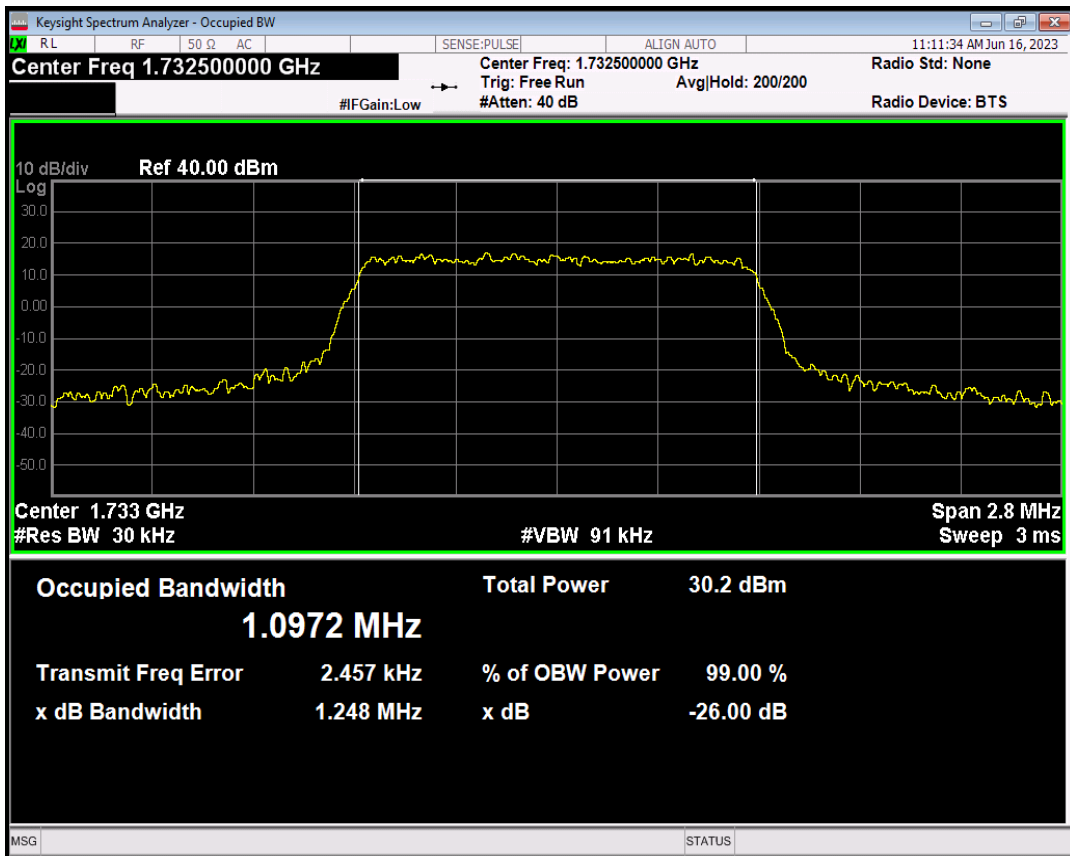 Keysight Spectrum Analyzer - Occupied BW
LXI RL RF 50 Ω AC SENSE:PULSE ALIGN AUTO 11:11:34 AM Jun 16, 2023
Center Freq 1.732500000 GHz
Center Freq: 1.732500000 GHz
Radio Std: None
Trig: Free Run Avg|Hold: 200/200
#IFGain:Low #Atten: 40 dB Radio Device: BTS
10 dB/div Ref 40.00 dBm
Log
30.0
20.0
10.0
0.00
-10.0
-20.0
-30.0
-40.0
-50.0
Center 1.733 GHz Span 2.8 MHz
#Res BW 30 kHz #VBW 91 kHz Sweep 3 ms
Occupied Bandwidth Total Power 30.2 dBm
1.0972 MHz
Transmit Freq Error 2.457 kHz % of OBW Power 99.00 %
x dB Bandwidth 1.248 MHz x dB -26.00 dB
MSG STATUS